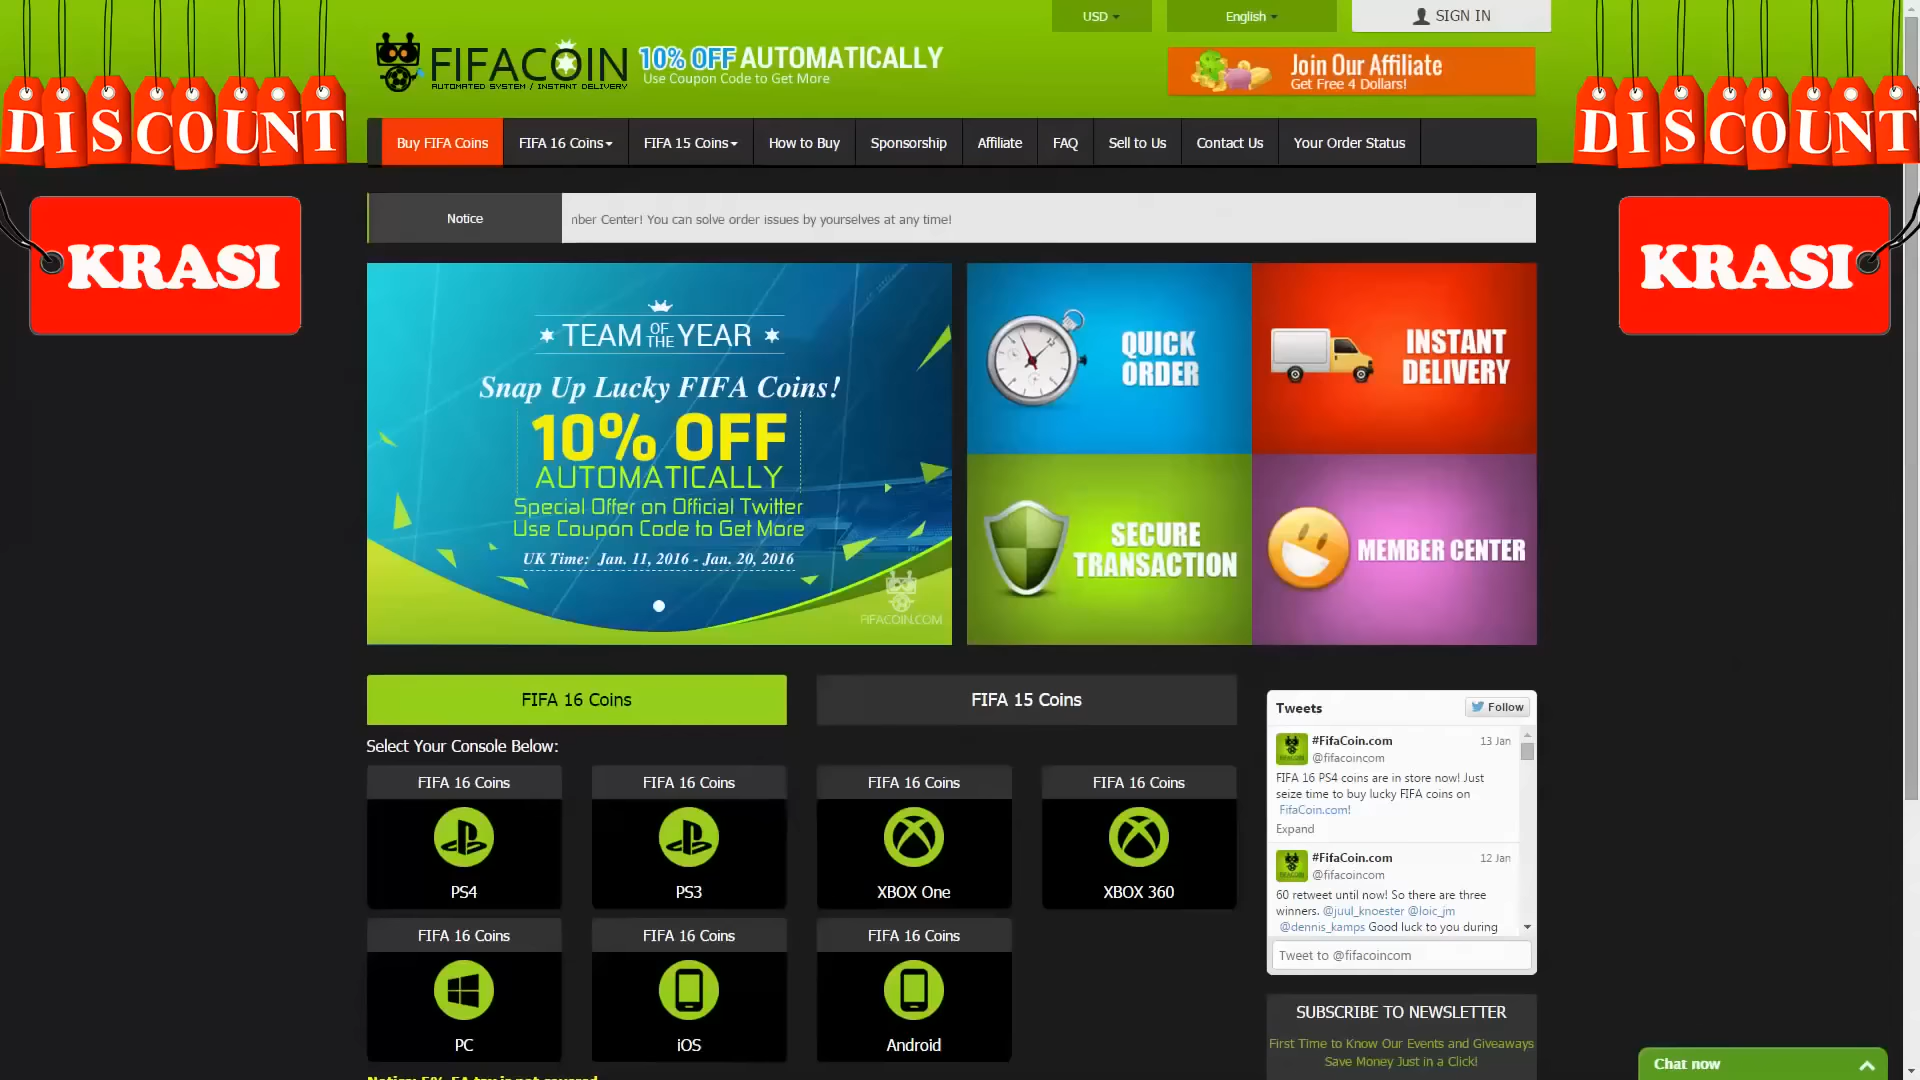 DISCOUNT
KRASI
FIFACOIN
AUTOMATED SYSTEM / INSTANT DELIVERY
10% OFF AUTOMATICALLY
Use Coupon Code to Get More
USD
English
SIGN IN
Join Our Affiliate
Get Free 4 Dollars!
DISCOUNT
KRASI
Buy FIFA Coins
FIFA 16 Coins
FIFA 15 Coins
How to Buy
Sponsorship
Affiliate
FAQ
Sell to Us
Contact Us
Your Order Status
Notice
nber Center! You can solve order issues by yourselves at any time!
TEAM OF THE YEAR
Snap Up Lucky FIFA Coins!
10% OFF
AUTOMATICALLY
Special Offer on Official Twitter
Use Coupon Code to Get More
UK Time: Jan. 11, 2016 - Jan. 20, 2016
FIFACOIN.COM
QUICK
ORDER
INSTANT
DELIVERY
SECURE
TRANSACTION
MEMBER CENTER
FIFA 16 Coins
FIFA 15 Coins
Select Your Console Below:
FIFA 16 Coins
PS4
FIFA 16 Coins
PS3
FIFA 16 Coins
XBOX One
FIFA 16 Coins
XBOX 360
FIFA 16 Coins
PC
FIFA 16 Coins
iOS
FIFA 16 Coins
Android
Notice: 5% EA tax is not covered
Tweets
Follow
#FifaCoin.com
13 Jan
@fifacoincom
FIFA 16 PS4 coins are in store now! Just
seize time to buy lucky FIFA coins on
FifaCoin.com!
Expand
#FifaCoin.com
12 Jan
@fifacoincom
60 retweet until now! So there are three
winners. @juul_knoester @loic_jm
@dennis_kamps Good luck to you during
Tweet to @fifacoincom
SUBSCRIBE TO NEWSLETTER
First Time to Know Our Events and Giveaways
Save Money Just in a Click!
Chat now